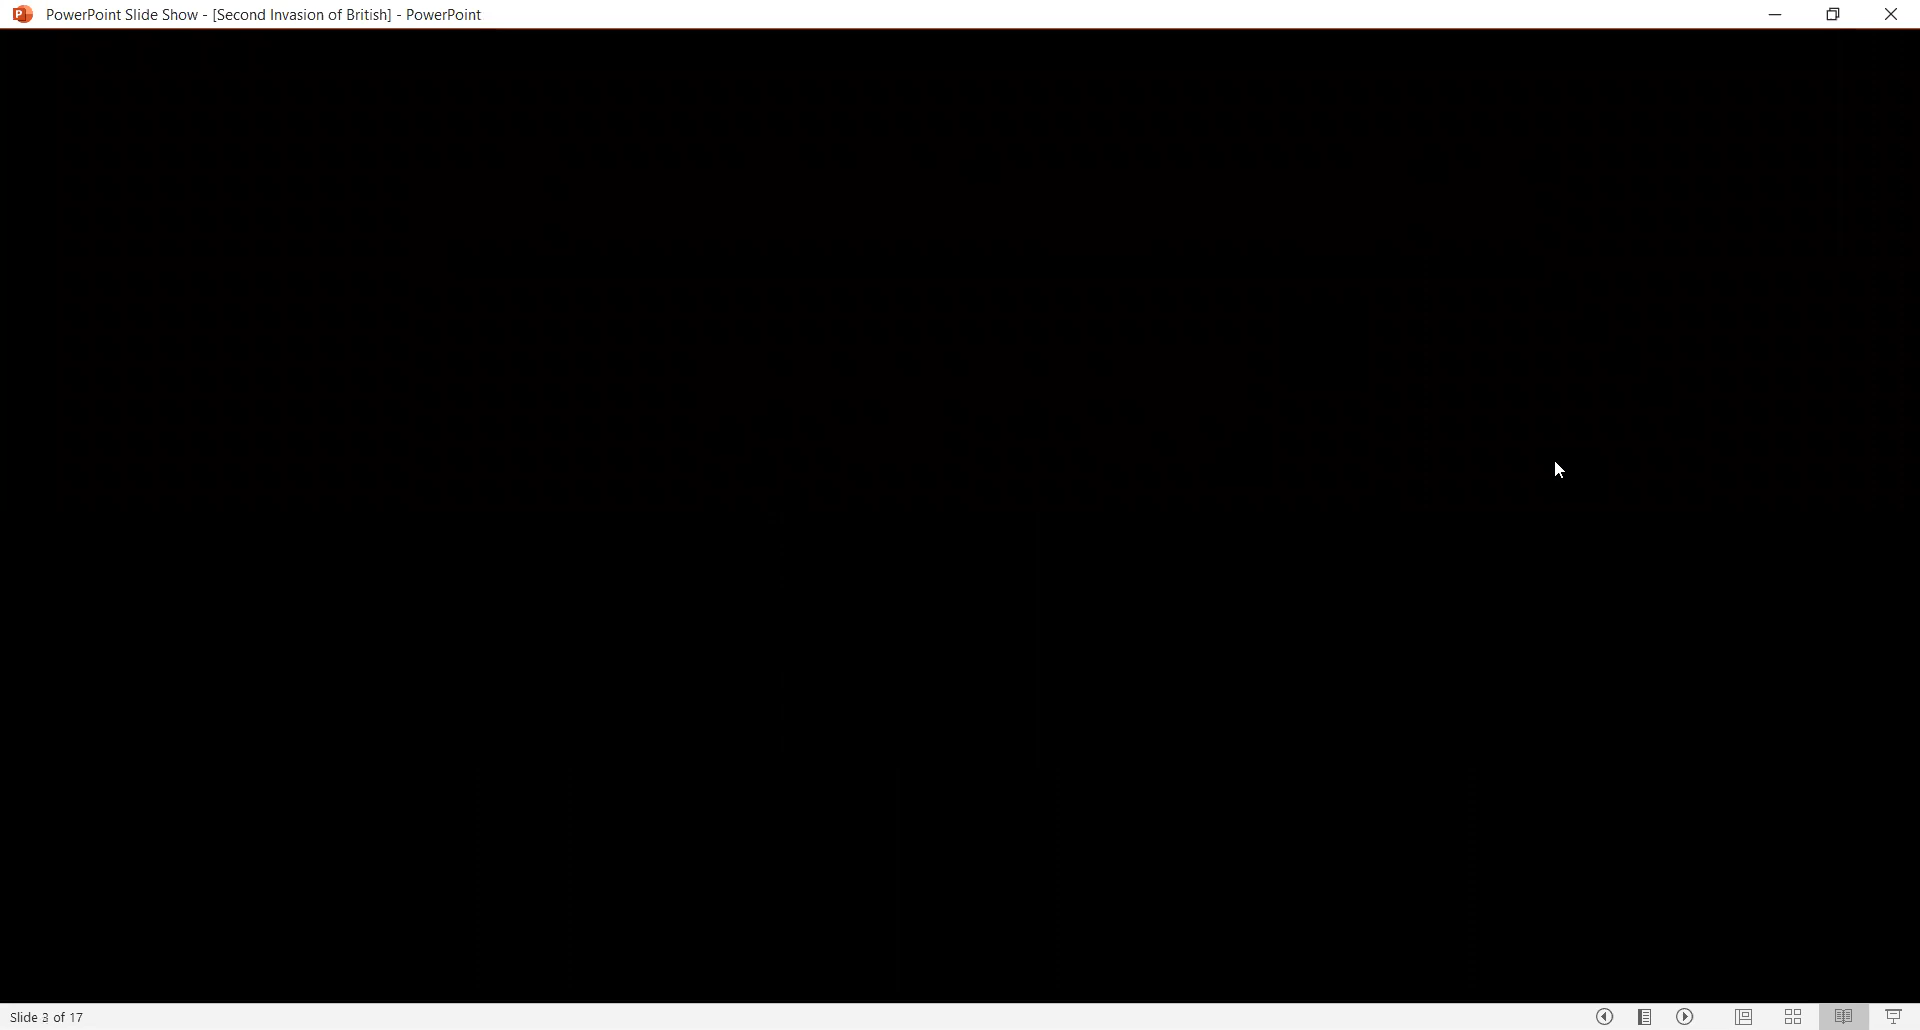 PowerPoint Slide Show - [Second Invasion of British] - PowerPoint
Slide 3 of 17